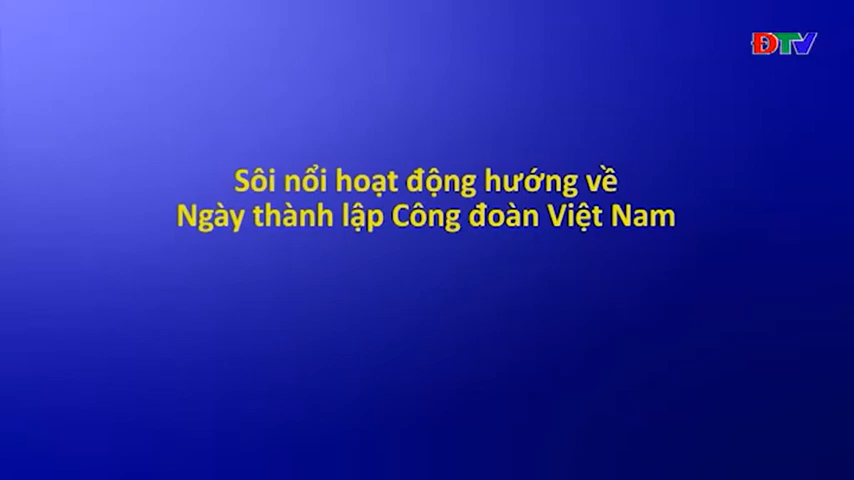 ĐTV
Sôi nổi hoạt động hướng về
Ngày thành lập Công đoàn Việt Nam